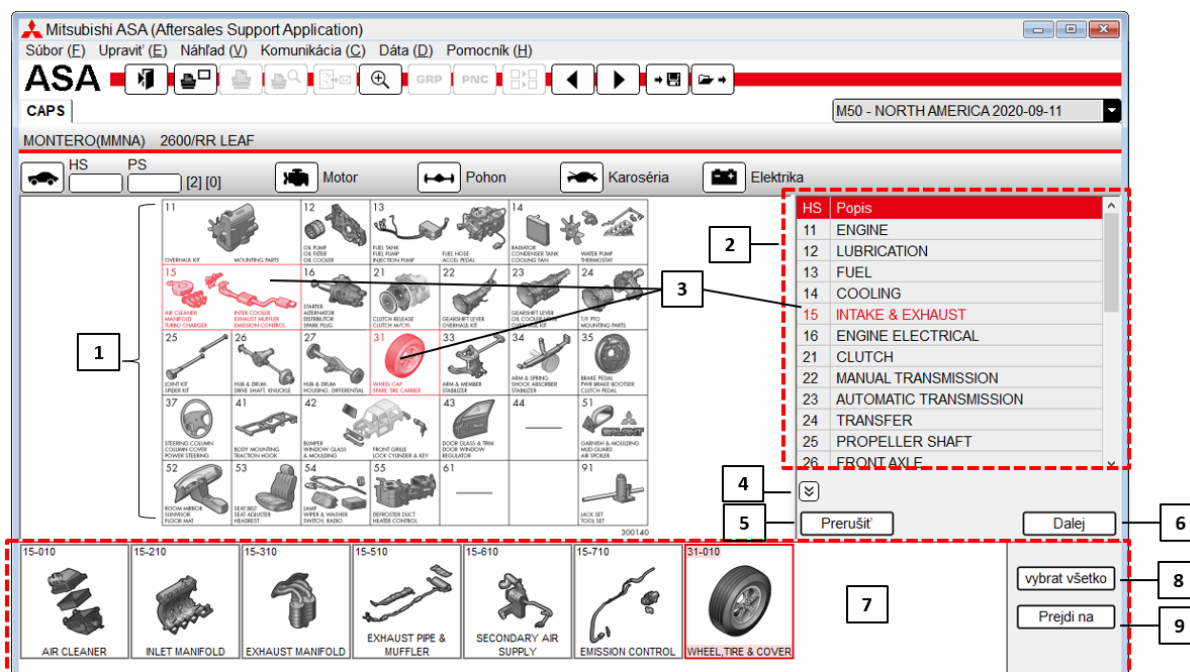 Mitsubishi ASA (Aftersales Support Application)
Súbor (F) Upraviť (E) Náhľad (V) Komunikácia (C) Dáta (D) Pomocník (H)
ASA GRP PNC
CAPS M50 - NORTH AMERICA 2020-09-11
MONTERO(MMNA) 2600/RR LEAF
HS PS
[2] [0] Motor Pohon Karoséria Elektrika
1
2
3
4
5
6
7
8
9
11
OVERHAUL KIT MOUNTING PARTS
12
OIL PUMP
OIL FILTER
OIL COOLER
13
FUEL TANK
FUEL PUMP FUEL HOSE
INJECTION PUMP ACCEL PEDAL
14
RADIATOR
CONDENSER TANK WATER PUMP
COOLING FAN THERMOSTAT
15
AIR CLEANER INTER COOLER
MANIFOLD EXHAUST MUFFLER
TURBO CHARGER EMISSION CONTROL
16
STARTER
ALTERNATOR
DISTRIBUTOR
SPARK PLUG
21
CLUTCH RELEASE
CLUTCH M/CYL
22
GEARSHIFT LEVER
OVERHAUL KIT
23
GEARSHIFT LEVER
24
T/F PTO
MOUNTING PARTS
25
JOINT KIT
SPIDER KIT
26
HUB & DRUM
DRIVE SHAFT, KNUCKLE
27
HUB & DRUM
HOUSING, DIFFERENTIAL
31
WHEEL CAP
SPARE TIRE CARRIER
33
ARM & MEMBER
STABILIZER
34
ARM & SPRING
SHOCK ABSORBER
STABILIZER
35
BRAKE PEDAL
PWR BRAKE BOOTSER
CLUTCH PEDAL
37
STEERING COLUMN
COLUMN COVER
POWER STEERING
41
BODY MOUNTING
TRACTION HOOK
42
BUMPER
WINDOW GLASS FRONT GRILLE
& MOULDING LOCK CYLINDER & KEY
43
DOOR GLASS & TRIM
DOOR WINDOW
REGULATOR
44
51
GALANT
GARNISH & MOULDING
MUD GUARD
AIR SPOILER
52
ROOM MIRROR
SUNVISOR
FLOOR MAT
53
SEAT BELT
SEAT ADJUSTER
HEADREST
54
LAMP
WIPER & WASHER
SWITCH, RADIO
55
DEFROSTER DUCT
HEATER CONTROL
61
91
JACK SET
TOOL SET
300140
HS Popis
11 ENGINE
12 LUBRICATION
13 FUEL
14 COOLING
15 INTAKE & EXHAUST
16 ENGINE ELECTRICAL
21 CLUTCH
22 MANUAL TRANSMISSION
23 AUTOMATIC TRANSMISSION
24 TRANSFER
25 PROPELLER SHAFT
26 FRONT AXLE
Prerušiť Dalej
15-010
AIR CLEANER
15-210
INLET MANIFOLD
15-310
EXHAUST MANIFOLD
15-510
EXHAUST PIPE &
MUFFLER
15-610
SECONDARY AIR
SUPPLY
15-710
EMISSION CONTROL
31-010
WHEEL,TIRE & COVER
vybrat všetko
Prejdi na